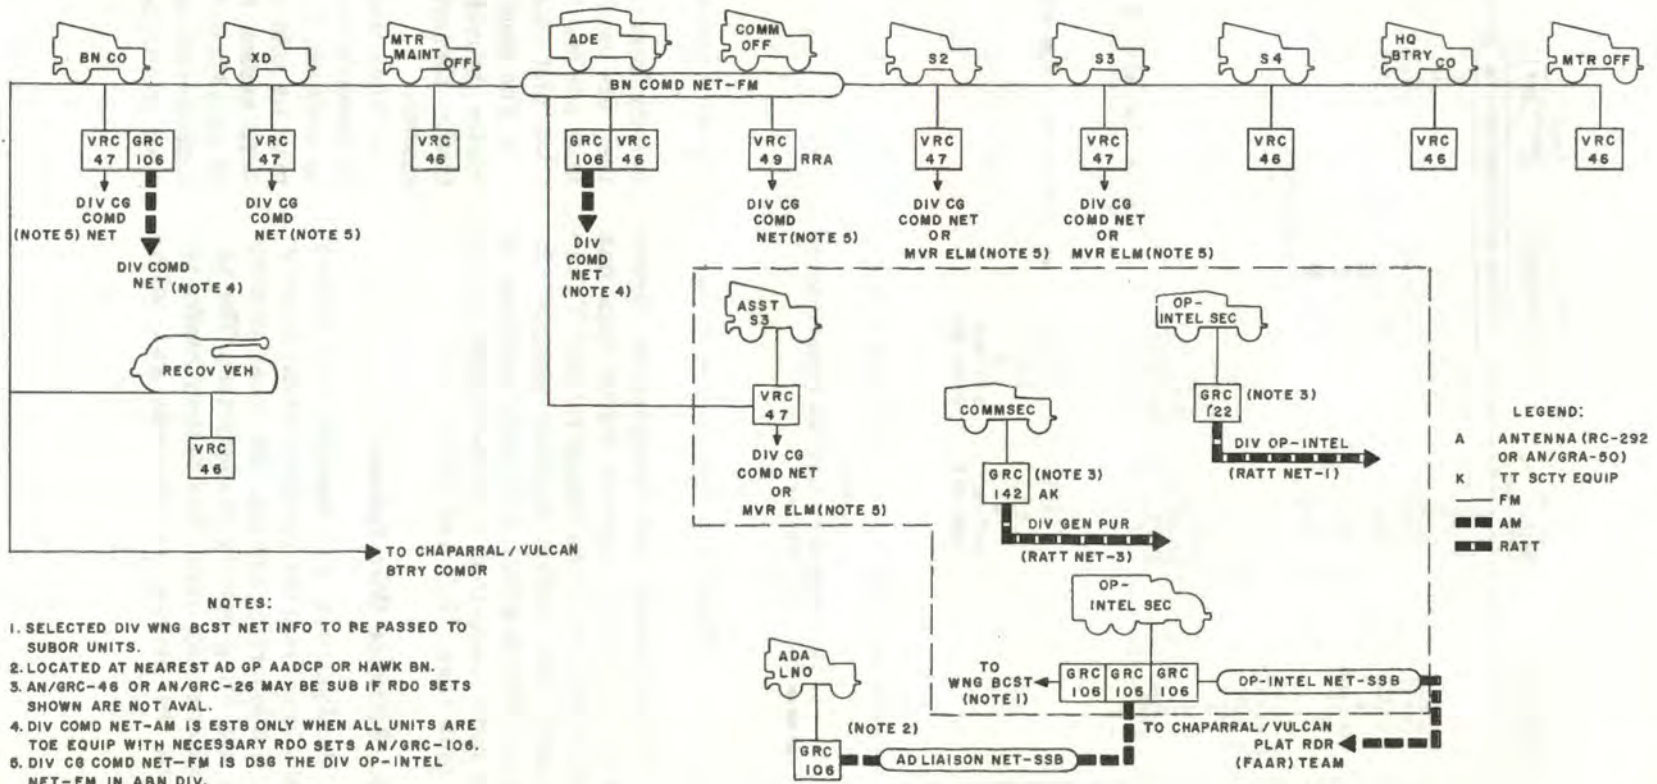 BN CO
XD
MTR
MAINT OFF
ADE
COMM
OFF
S2
S3
S4
HQ
BTRY CO
MTR OFF
BN COMD NET-FM
VRC
47
GRC
106
VRC
47
VRC
46
GRC
106
VRC
46
VRC
49
RRA
VRC
47
VRC
47
VRC
46
VRC
46
VRC
46
DIV CG
COMD
(NOTE 5) NET
DIV COMD
NET (NOTE 4)
DIV CG
COMD
NET (NOTE 5)
DIV
COMD
NET
(NOTE 4)
DIV CG
COMD
NET (NOTE 5)
DIV CG
COMD NET
OR
MVR ELM (NOTE 5)
DIV CG
COMD NET
OR
MVR ELM (NOTE 5)
RECOV VEH
VRC
46
TO CHAPARRAL / VULCAN
BTRY COMDR
ASST
S3
VRC
47
DIV CG
COMD NET
OR
MVR ELM (NOTE 5)
COMMSEC
GRC
142
(NOTE 3)
AK
DIV GEN PUR
(RATT NET-3)
OP-
INTEL SEC
GRC
122
(NOTE 3)
DIV OP-INTEL
(RATT NET-1)
OP-
INTEL SEC
TO
WNG BCST
(NOTE 1)
GRC
106
GRC
106
GRC
106
OP-INTEL NET-SSB
ADA
LNO
GRC
106
(NOTE 2)
AD LIAISON NET-SSB
TO CHAPARRAL / VULCAN
PLAT RDR
(FAAR) TEAM
LEGEND:
A ANTENNA (RC-292
OR AN/GRA-50)
K TT SCTY EQUIP
FM
AM
RATT
NOTES:
1. SELECTED DIV WNG BCST NET INFO TO BE PASSED TO
SUBOR UNITS.
2. LOCATED AT NEAREST AD GP AADCP OR HAWK BN.
3. AN/GRC-46 OR AN/GRC-26 MAY BE SUB IF RDO SETS
SHOWN ARE NOT AVAL.
4. DIV COMD NET-AM IS ESTB ONLY WHEN ALL UNITS ARE
TOE EQUIP WITH NECESSARY RDO SETS AN/GRC-106.
5. DIV CG COMD NET-FM IS DSG THE DIV OP-INTEL
NET-FM IN ABN DIV.